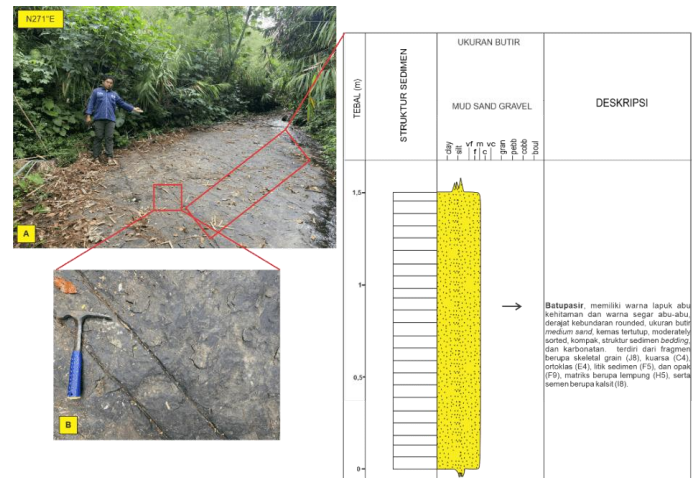 N271°E
A
B
TEBAL (m)
STRUKTUR SEDIMEN
UKURAN BUTIR
MUD SAND GRAVEL
clay
silt
vf
f
m
c
vc
gran
pebb
cobb
boul
DESKRIPSI
1,5
1
0,5
0
Batupasir, memiliki warna lapuk abu
kehitaman dan warna segar abu-abu,
derajat kebundaran rounded, ukuran butir
medium sand, kemas tertutup, moderately
sorted, kompak, struktur sedimen bedding,
dan karbonatan. terdiri dari fragmen
berupa skeletal grain (J8), kuarsa (C4),
ortoklas (E4), litik sedimen (F5), dan opak
(F9), matriks berupa lempung (H5), serta
semen berupa kalsit (I8).